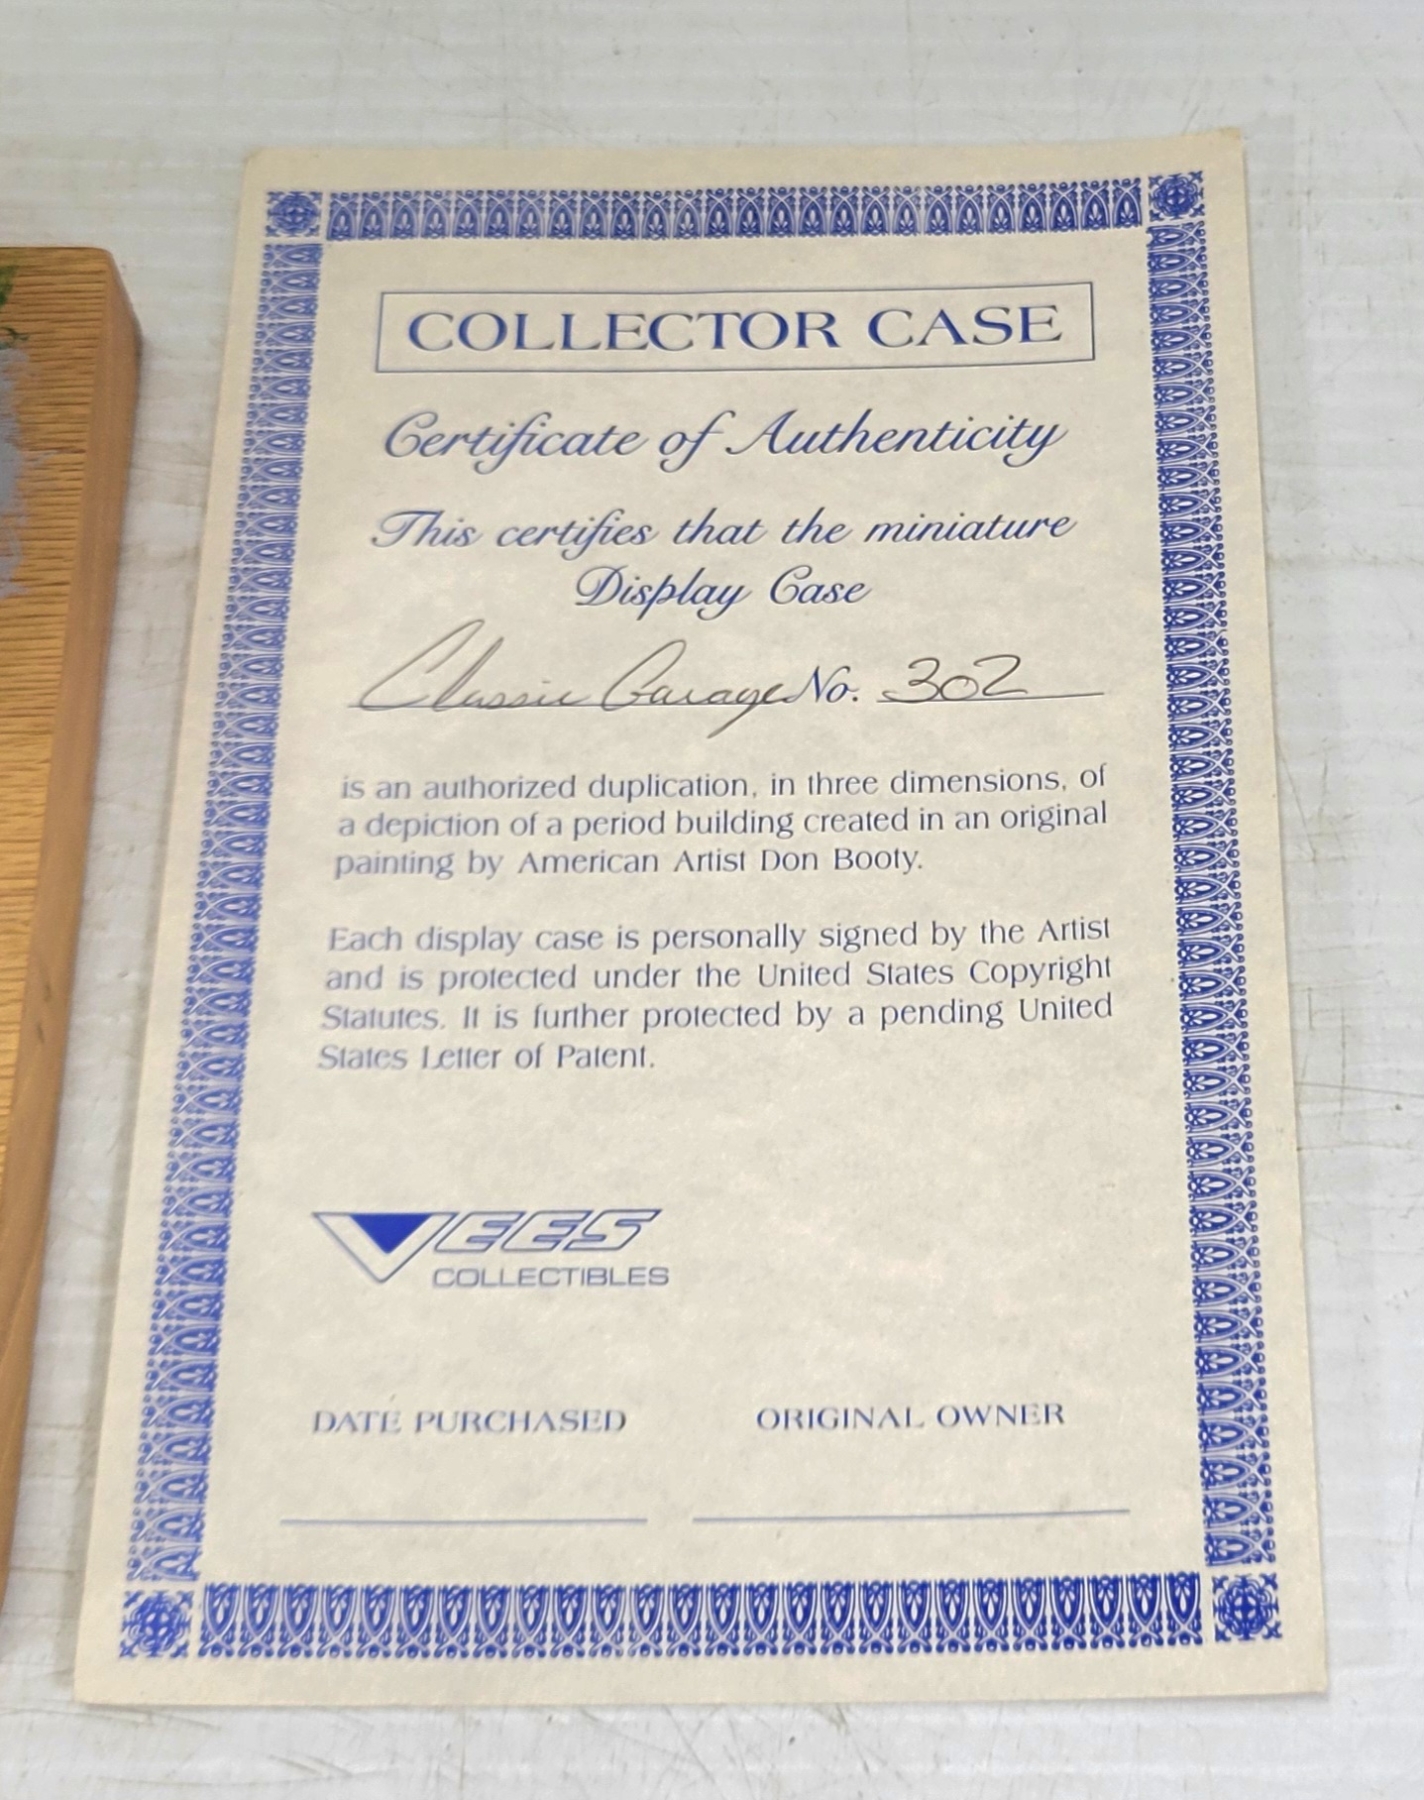 COLLECTOR CASE
Certificate of Authenticity
This certifies that the miniature
Display Case
Classic Garage No. 302
is an authorized duplication, in three dimensions, of
a depiction of a period building created in an original
painting by American Artist Don Booty.
Each display case is personally signed by the Artist
and is protected under the United States Copyright
Statutes. It is further protected by a pending United
States Letter of Patent.
VEES
COLLECTIBLES
DATE PURCHASED ORIGINAL OWNER